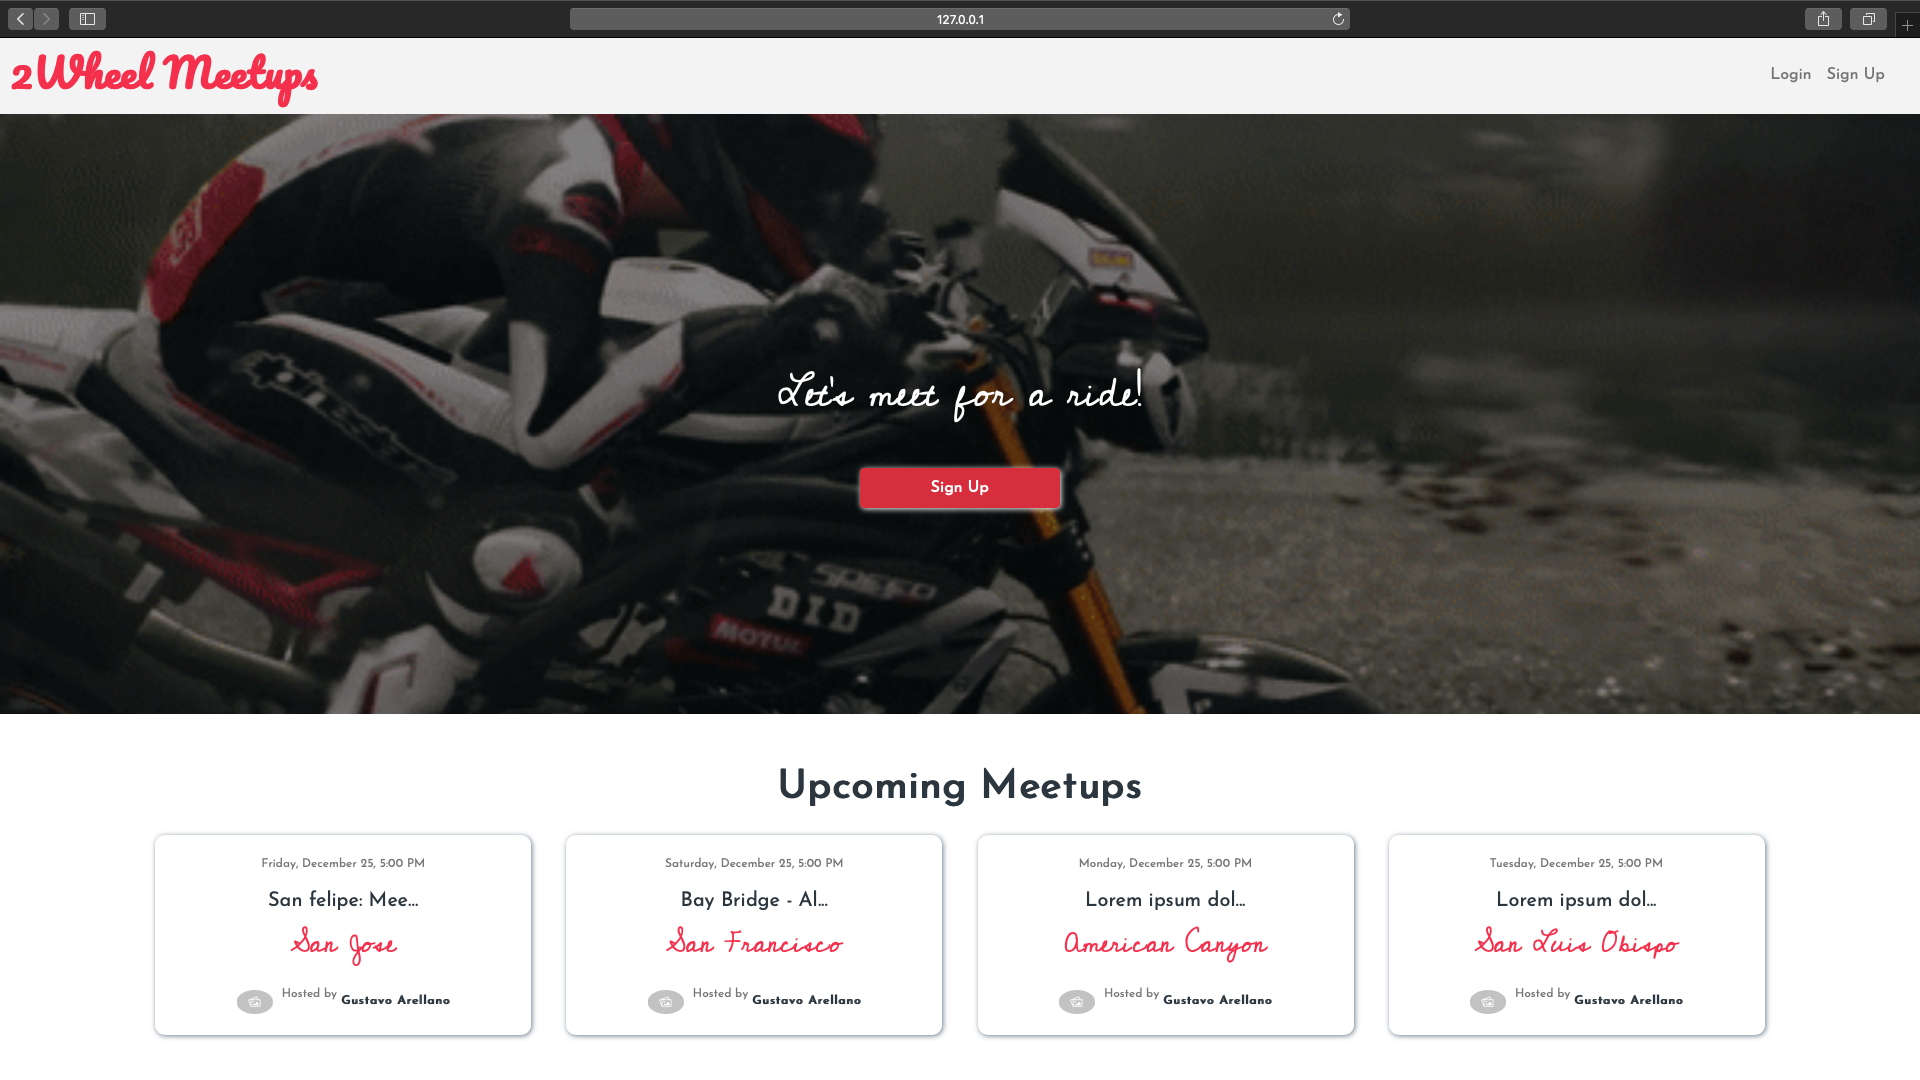 127.0.0.1
2Wheel Meetups
Login Sign Up
Let's meet for a ride!
Sign Up
SPEED
DID
MOTUL
Upcoming Meetups
Friday, December 25, 5:00 PM
San felipe: Mee...
San Jose
Hosted by Gustavo Arellano
Saturday, December 25, 5:00 PM
Bay Bridge - Al...
San Francisco
Hosted by Gustavo Arellano
Monday, December 25, 5:00 PM
Lorem ipsum dol...
American Canyon
Hosted by Gustavo Arellano
Tuesday, December 25, 5:00 PM
Lorem ipsum dol...
San Luis Obispo
Hosted by Gustavo Arellano